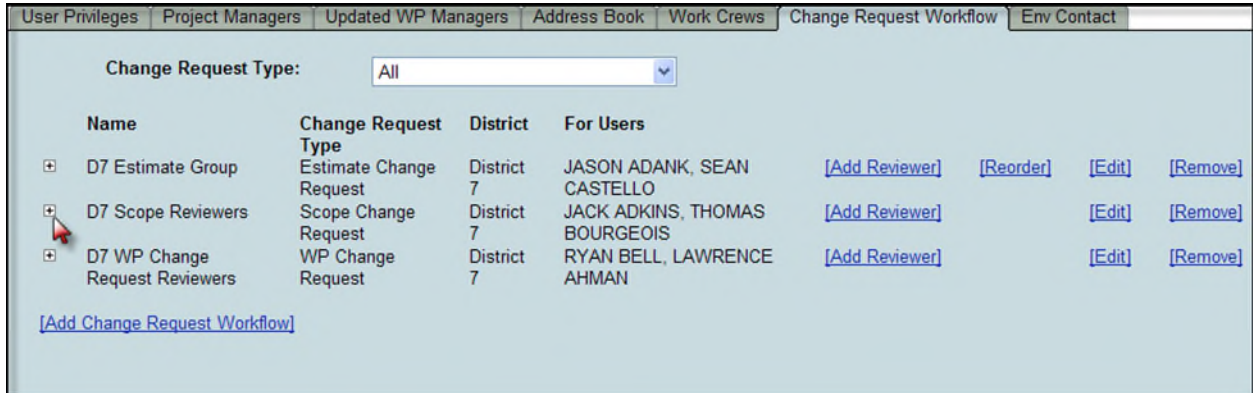 User Privileges Project Managers Updated WP Managers Address Book Work Crews Change Request Workflow Env Contact
Change Request Type: All
Name Change Request District For Users
Type
D7 Estimate Group Estimate Change District JASON ADANK, SEAN [Add Reviewer] [Reorder] [Edit] [Remove]
Request 7 CASTELLO
D7 Scope Reviewers Scope Change District JACK ADKINS, THOMAS [Add Reviewer] [Edit] [Remove]
Request 7 BOURGEOIS
D7 WP Change WP Change District RYAN BELL, LAWRENCE [Add Reviewer] [Edit] [Remove]
Request Reviewers Request 7 AHMAN
[Add Change Request Workflow]